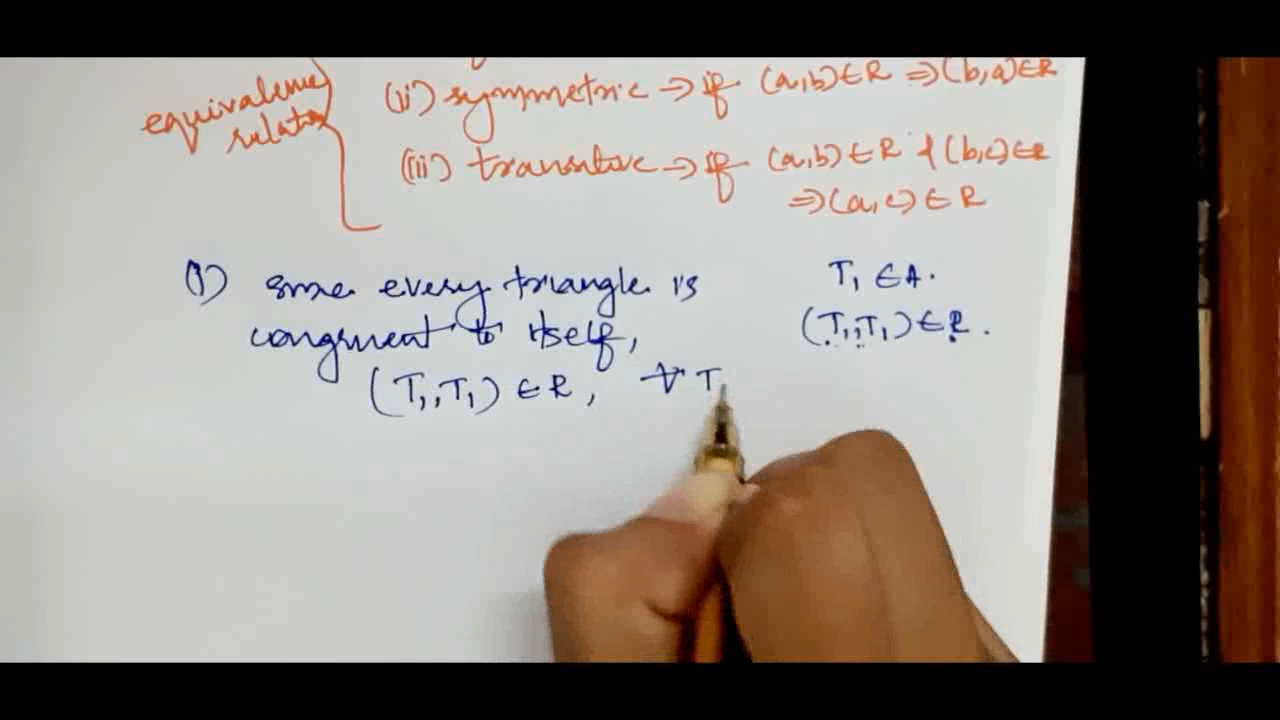 equivalence
relation
(ii) symmetric → if (a,b) ∈ R ⇒ (b,a) ∈ R
(iii) transitive → if (a,b) ∈ R & (b,c) ∈ R
⇒ (a,c) ∈ R
(i) since every triangle is
congruent to itself,
(T₁,T₁) ∈ R, ∀ T
T₁ ∈ A.
(T₁,T₁) ∈ R.